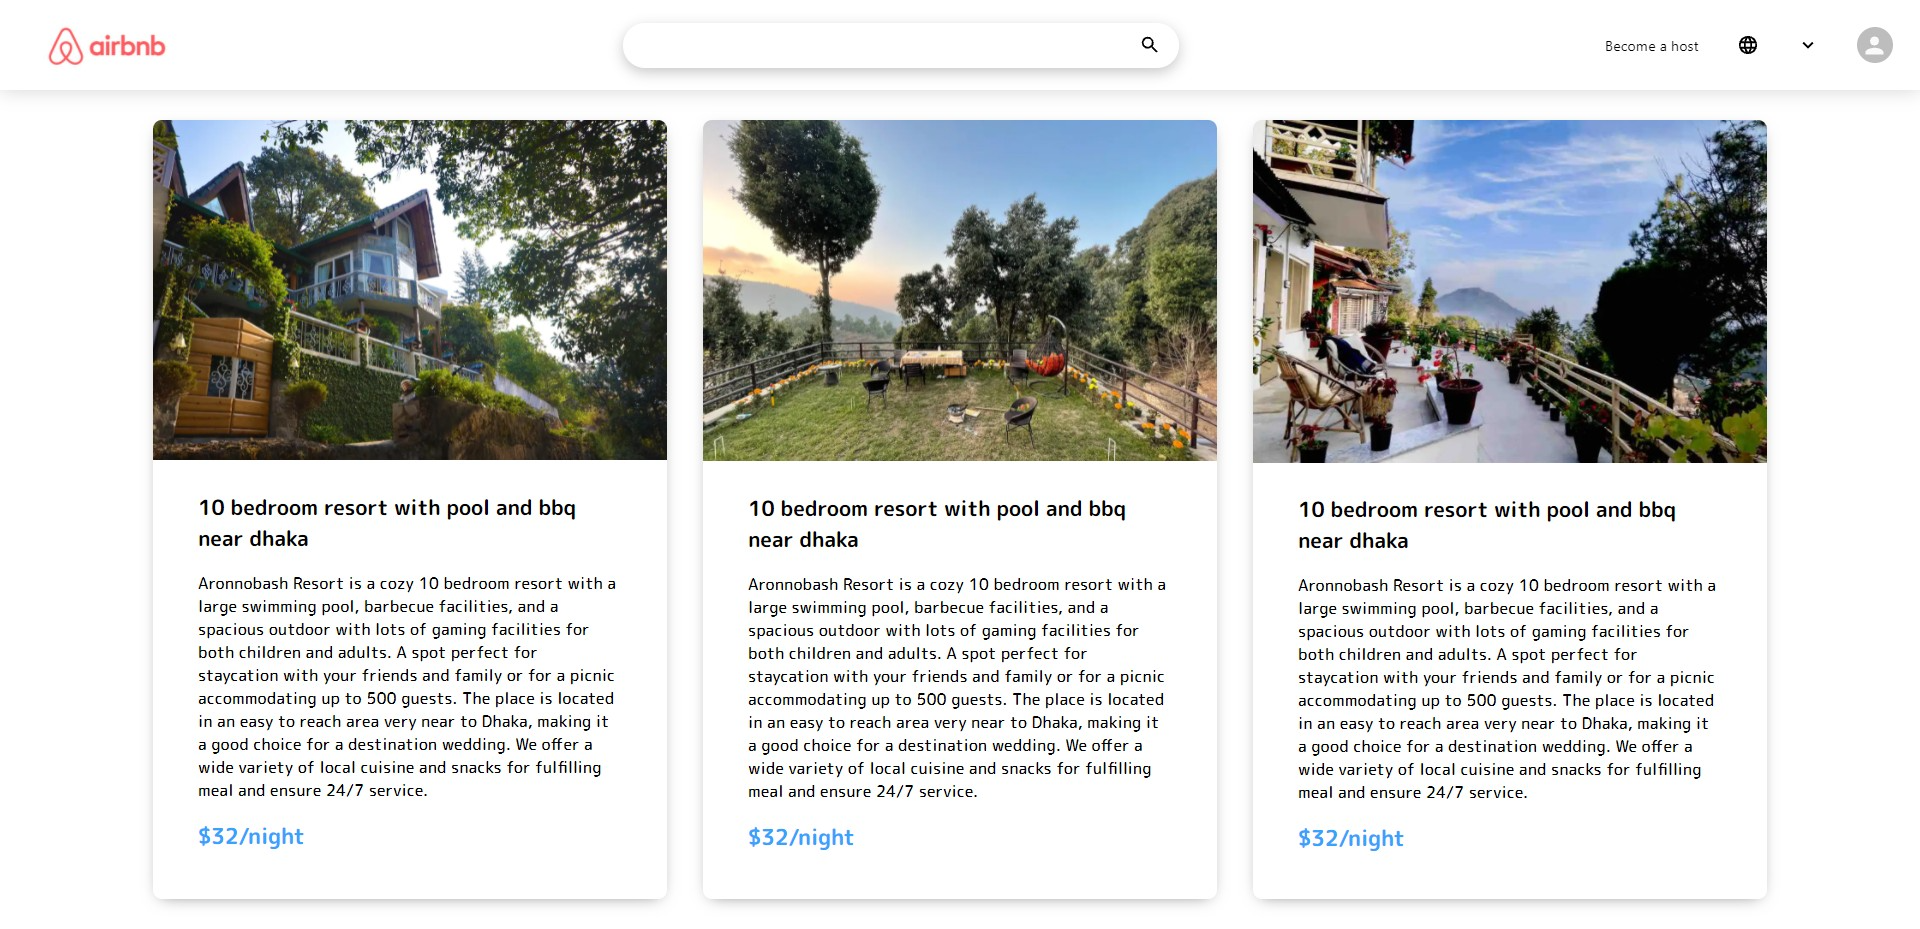 airbnb
Become a host
10 bedroom resort with pool and bbq
near dhaka
Aronnobash Resort is a cozy 10 bedroom resort with a
large swimming pool, barbecue facilities, and a
spacious outdoor with lots of gaming facilities for
both children and adults. A spot perfect for
staycation with your friends and family or for a picnic
accommodating up to 500 guests. The place is located
in an easy to reach area very near to Dhaka, making it
a good choice for a destination wedding. We offer a
wide variety of local cuisine and snacks for fulfilling
meal and ensure 24/7 service.
$32/night
10 bedroom resort with pool and bbq
near dhaka
Aronnobash Resort is a cozy 10 bedroom resort with a
large swimming pool, barbecue facilities, and a
spacious outdoor with lots of gaming facilities for
both children and adults. A spot perfect for
staycation with your friends and family or for a picnic
accommodating up to 500 guests. The place is located
in an easy to reach area very near to Dhaka, making it
a good choice for a destination wedding. We offer a
wide variety of local cuisine and snacks for fulfilling
meal and ensure 24/7 service.
$32/night
10 bedroom resort with pool and bbq
near dhaka
Aronnobash Resort is a cozy 10 bedroom resort with a
large swimming pool, barbecue facilities, and a
spacious outdoor with lots of gaming facilities for
both children and adults. A spot perfect for
staycation with your friends and family or for a picnic
accommodating up to 500 guests. The place is located
in an easy to reach area very near to Dhaka, making it
a good choice for a destination wedding. We offer a
wide variety of local cuisine and snacks for fulfilling
meal and ensure 24/7 service.
$32/night